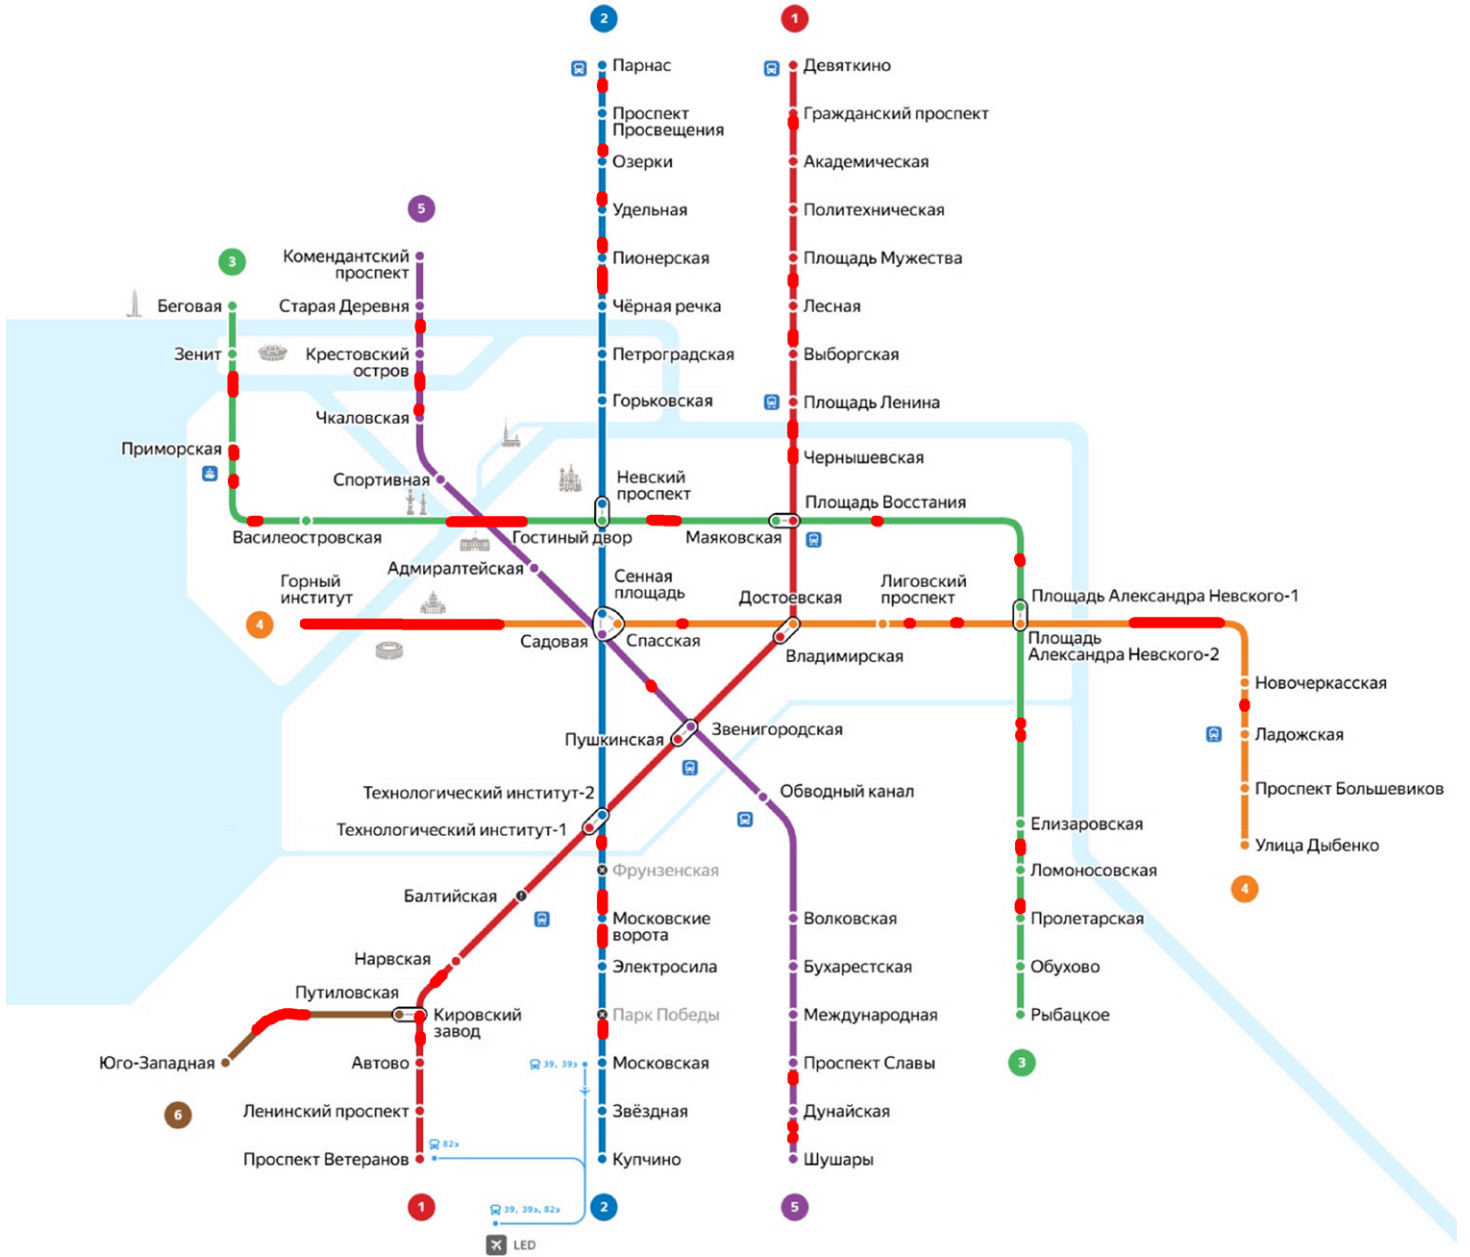 2
1
Парнас
Девяткино
Проспект
Просвещения
Гражданский проспект
Озерки
Академическая
5
Удельная
Политехническая
Комендантский
проспект
3
Пионерская
Площадь Мужества
Беговая
Старая Деревня
Чёрная речка
Лесная
Зенит
Крестовский
остров
Петроградская
Выборгская
Чкаловская
Горьковская
Площадь Ленина
Приморская
Чернышевская
Спортивная
Невский
проспект
Площадь Восстания
Василеостровская
Гостиный двор
Маяковская
Адмиралтейская
Горный
институт
Сенная
площадь
Достоевская
Лиговский
проспект
Площадь Александра Невского-1
4
Садовая
Спасская
Владимирская
Площадь
Александра Невского-2
Новочеркасская
Пушкинская
Звенигородская
Ладожская
Технологический институт-2
Обводный канал
Проспект Большевиков
Технологический институт-1
Елизаровская
Улица Дыбенко
Фрунзенская
Ломоносовская
4
Балтийская
Московские
ворота
Волковская
Пролетарская
Нарвская
Электросила
Бухарестская
Обухово
Путиловская
Кировский
завод
Парк Победы
Международная
Рыбацкое
Юго-Западная
Автово
39, 39э
Московская
Проспект Славы
3
6
Ленинский проспект
Звёздная
Дунайская
82э
Проспект Ветеранов
Купчино
Шушары
1
39, 39э, 82э
2
5
LED